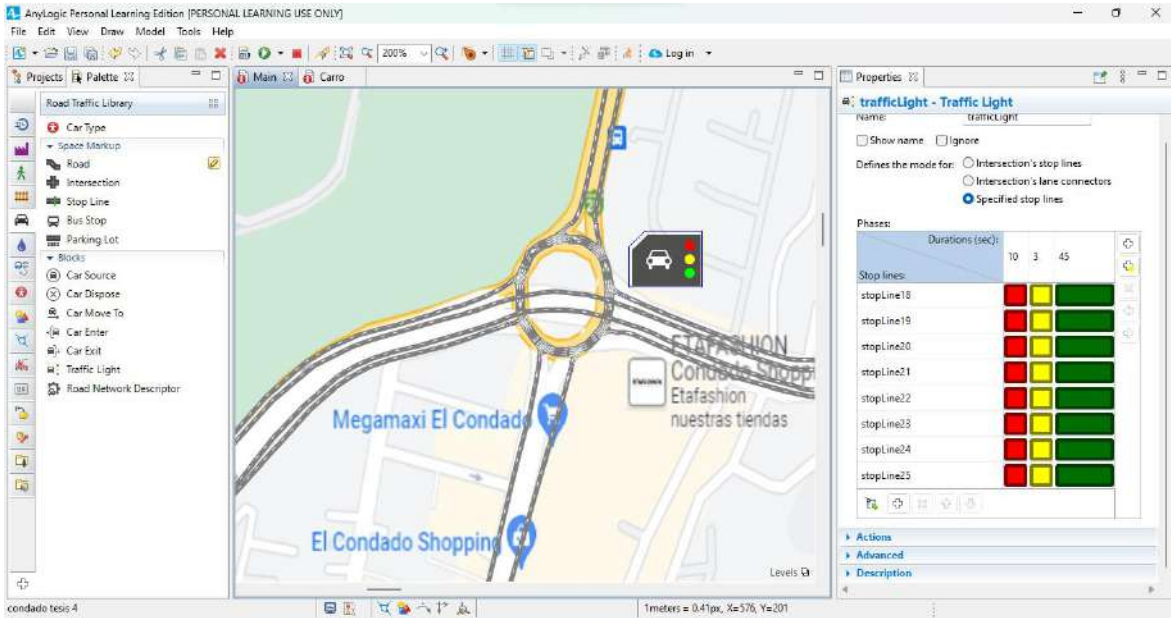 AnyLogic Personal Learning Edition [PERSONAL LEARNING USE ONLY]
File Edit View Draw Model Tools Help
200%
Log in
Projects Palette
Main Carro
Properties
Road Traffic Library
Car Type
Space Markup
Road
Intersection
Stop Line
Bus Stop
Parking Lot
Blocks
Car Source
Car Dispose
Car Move To
Car Enter
Car Exit
Traffic Light
Road Network Descriptor
ETAFASHION
Condado Shopp
Etafashion
nuestras tiendas
Megamaxi El Condado
El Condado Shopping
Levels
trafficLight - Traffic Light
Name: trafficLight
Show name Ignore
Defines the mode for: Intersection's stop lines
Intersection's lane connectors
Specified stop lines
Phases:
Durations (sec): 10 3 45
Stop lines:
stopLine18
stopLine19
stopLine20
stopLine21
stopLine22
stopLine23
stopLine24
stopLine25
Actions
Advanced
Description
condado tesis 4
1meters = 0.41px, X=576, Y=201